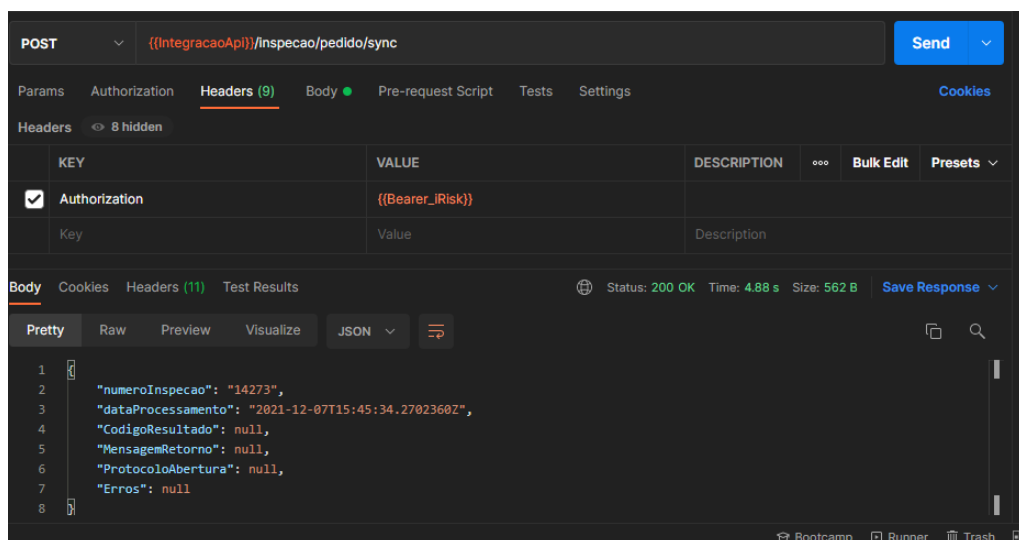 POST {{IntegracaoApi}}/inspecao/pedido/sync Send
Params Authorization Headers (9) Body Pre-request Script Tests Settings Cookies
Headers 8 hidden
KEY VALUE DESCRIPTION ooo Bulk Edit Presets
Authorization {{Bearer_iRisk}}
Key Value Description
Body Cookies Headers (11) Test Results Status: 200 OK Time: 4.88 s Size: 562 B Save Response
Pretty Raw Preview Visualize JSON
1 {
2 "numeroInspecao": "14273",
3 "dataProcessamento": "2021-12-07T15:45:34.2702360Z",
4 "CodigoResultado": null,
5 "MensagemRetorno": null,
6 "ProtocoloAbertura": null,
7 "Erros": null
8 }
Bootcamp Runner Trash